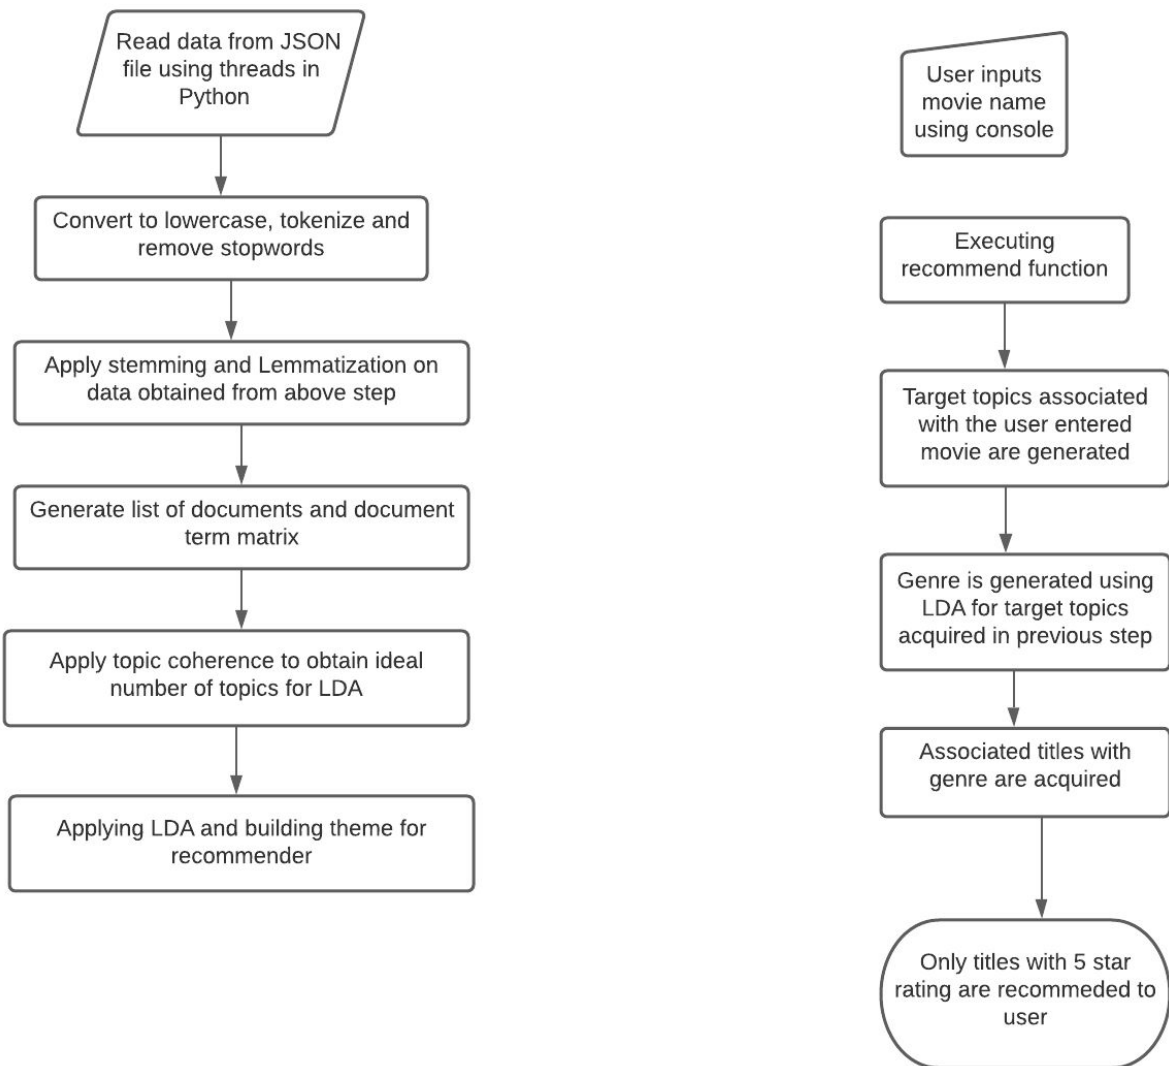 Read data from JSON
file using threads in
Python
Convert to lowercase, tokenize and
remove stopwords
Apply stemming and Lemmatization on
data obtained from above step
Generate list of documents and document
term matrix
Apply topic coherence to obtain ideal
number of topics for LDA
Applying LDA and building theme for
recommender
User inputs
movie name
using console
Executing
recommend function
Target topics associated
with the user entered
movie are generated
Genre is generated using
LDA for target topics
acquired in previous step
Associated titles with
genre are acquired
Only titles with 5 star
rating are recommeded to
user